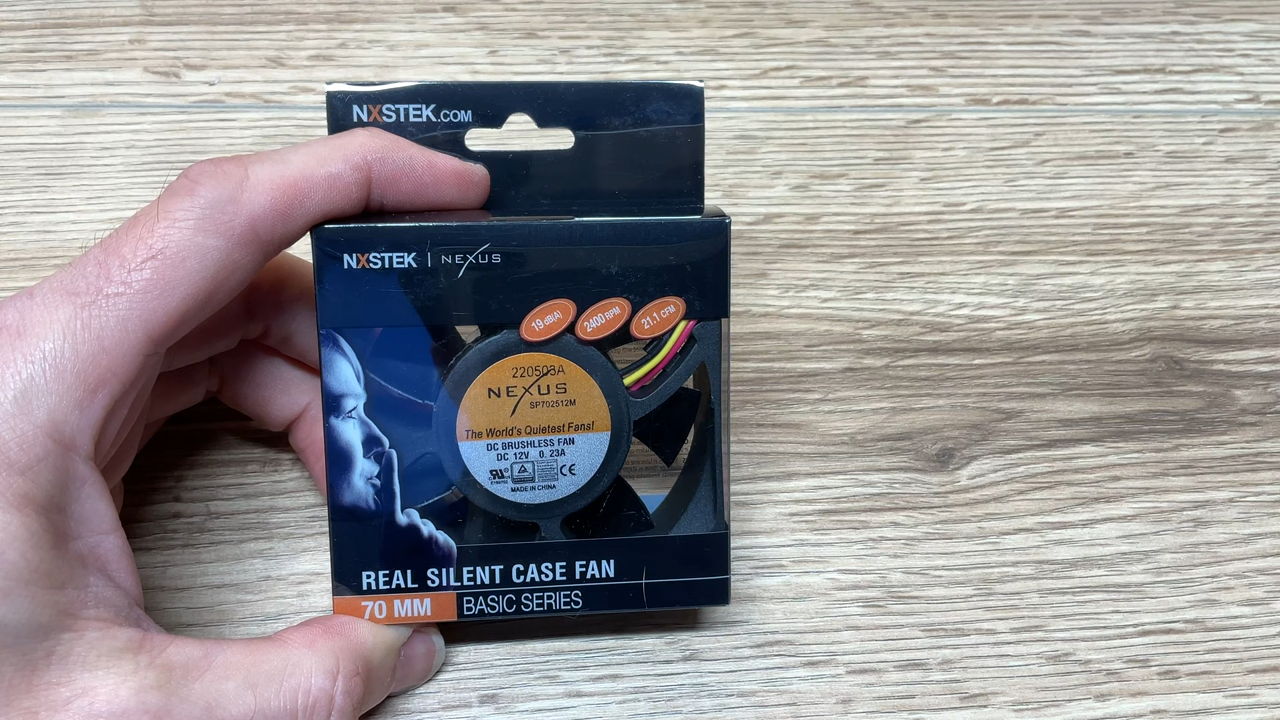 NXSTEK.COM
NXSTEK | NEXUS
19 dB(A)
2400 RPM
21.1 CFM
220503A
NEXUS
SP702512M
The World's Quietest Fans!
DC BRUSHLESS FAN
DC 12V 0.23A
MADE IN CHINA
REAL SILENT CASE FAN
70 MM BASIC SERIES